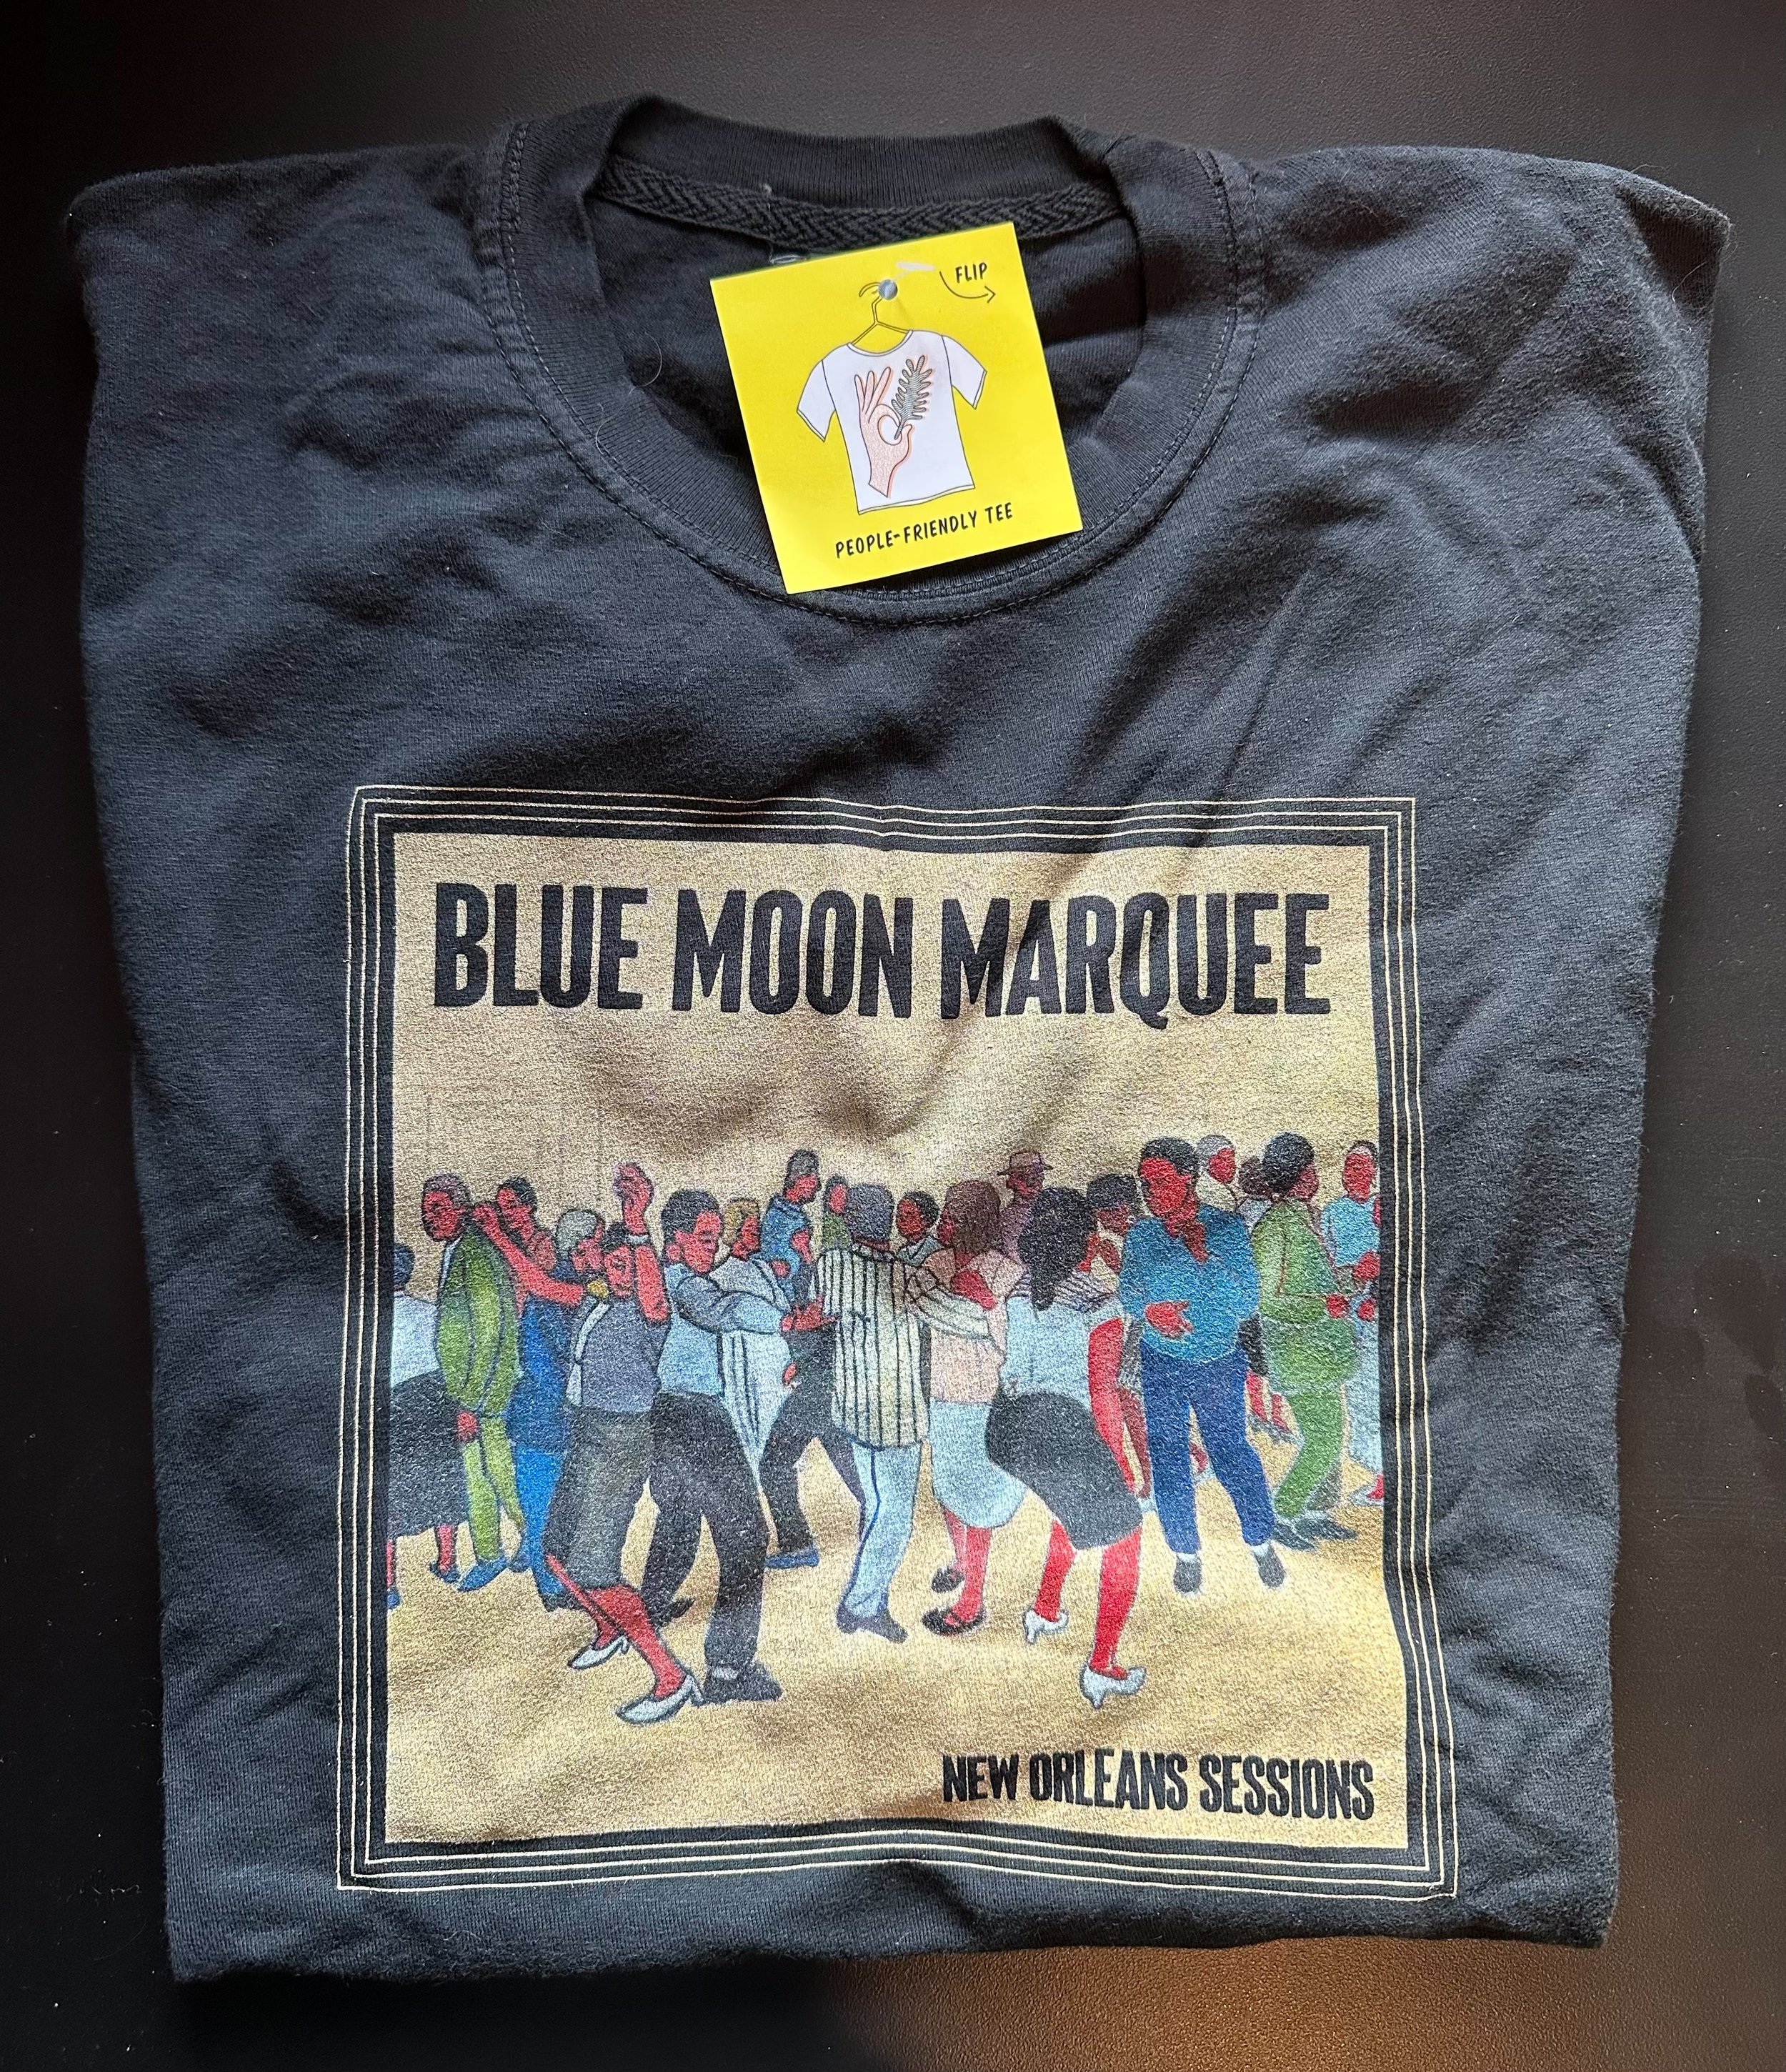 FLIP
PEOPLE-FRIENDLY TEE
BLUE MOON MARQUEE
NEW ORLEANS SESSIONS